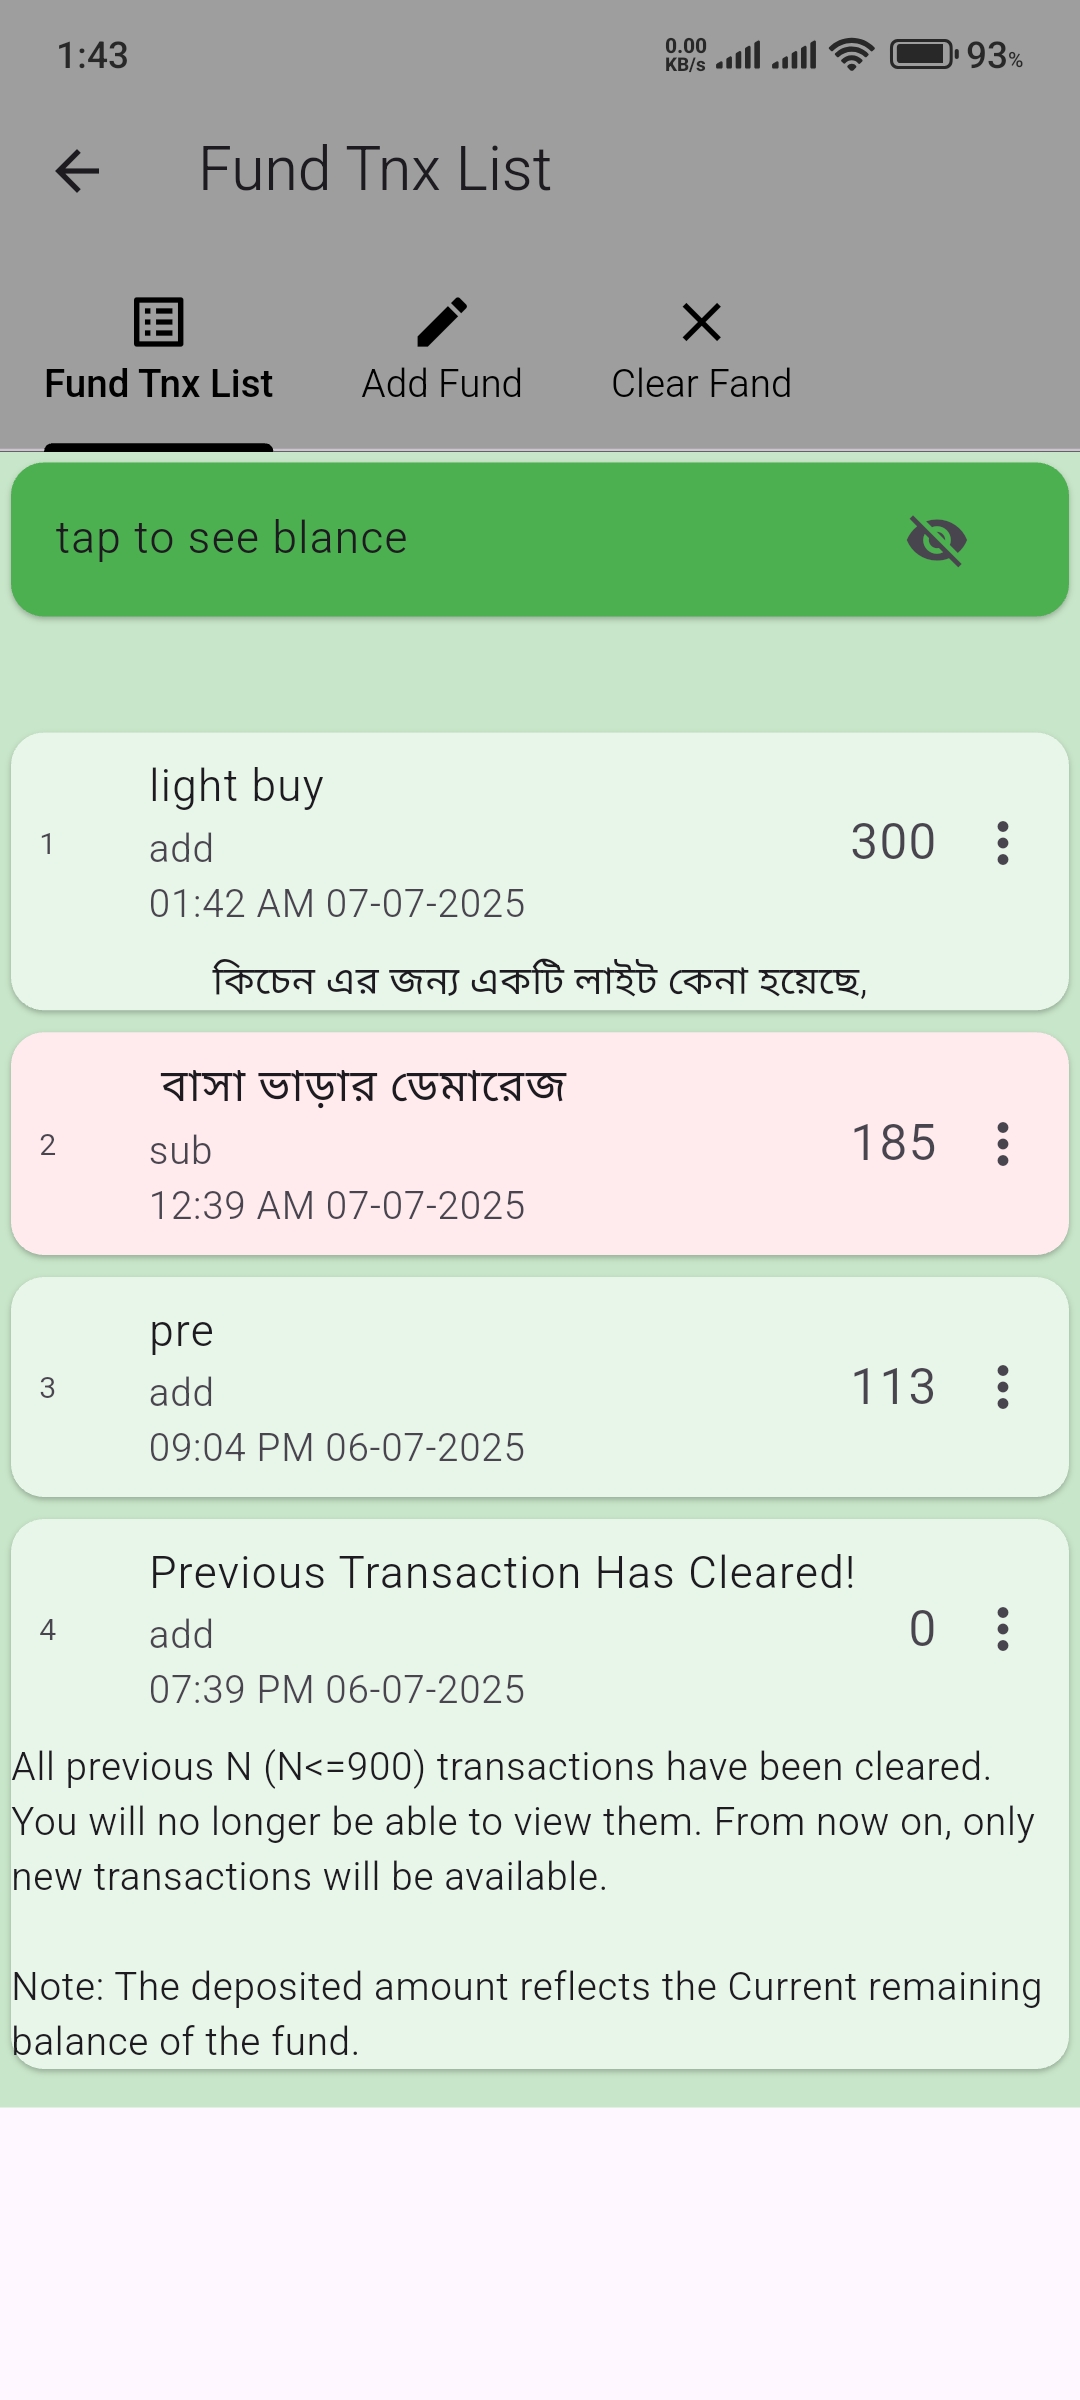 1:43
0.00
KB/s
93%
Fund Tnx List
Fund Tnx List
Add Fund
Clear Fand
tap to see blance
light buy
1
add
300
01:42 AM 07-07-2025
কিচেন এর জন্য একটি লাইট কেনা হয়েছে,
বাসা ভাড়ার ডেমারেজ
2
sub
185
12:39 AM 07-07-2025
pre
3
add
113
09:04 PM 06-07-2025
Previous Transaction Has Cleared!
4
add
0
07:39 PM 06-07-2025
All previous N (N<=900) transactions have been cleared.
You will no longer be able to view them. From now on, only
new transactions will be available.
Note: The deposited amount reflects the Current remaining
balance of the fund.